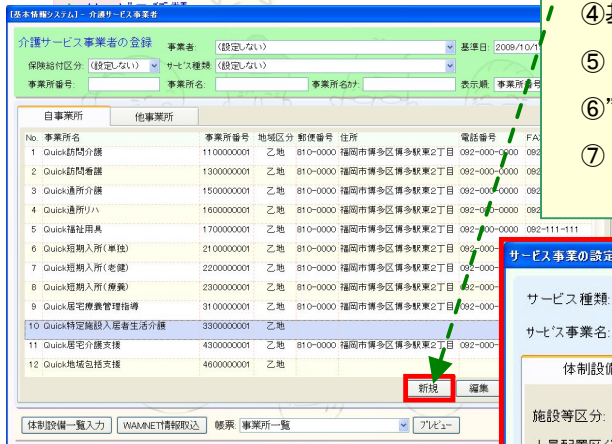 [基本情報システム] - 介護サービス事業者
介護サービス事業者の登録 事業者: (設定しない) 基準日: 2009/10/1
保険給付区分: (設定しない) サービス種類: (設定しない)
事業所番号: 事業所名: 事業所名カナ: 表示順: 事業所番号
自事業所 他事業所
No. 事業所名 事業所番号 地域区分 郵便番号 住所 電話番号 FA
1 Quick訪問介護 1100000001 乙地 810-0000 福岡市博多区博多駅東2丁目 092-000-0000 092
2 Quick訪問看護 1300000001 乙地 810-0000 福岡市博多区博多駅東2丁目 092-000-0000 092
3 Quick通所介護 1500000001 乙地 810-0000 福岡市博多区博多駅東2丁目 092-000-0000 092
4 Quick通所リハ 1600000001 乙地 810-0000 福岡市博多区博多駅東2丁目 092-000-0000 092
5 Quick福祉用具 1700000001 乙地 810-0000 福岡市博多区博多駅東2丁目 092-000-0000 092-111-111
6 Quick短期入所(単独) 2100000001 乙地 810-0000 福岡市博多区博多駅東2丁目 092-000-
7 Quick短期入所(老健) 2200000001 乙地 810-0000 福岡市博多区博多駅東2丁目 092-000-
8 Quick短期入所(療養) 2300000001 乙地 810-0000 福岡市博多区博多駅東2丁目 092-000-
9 Quick居宅療養管理指導 3100000001 乙地 810-0000 福岡市博多区博多駅東2丁目 092-000-
10 Quick特定施設入居者生活介護 3300000001 乙地
11 Quick居宅介護支援 4300000001 乙地 810-0000 福岡市博多区博多駅東2丁目 092-000-
12 Quick地域包括支援 4600000001 乙地
新規 編集
体制設備一覧入力 WAMNET情報取込 帳票: 事業所一覧 プレビュー
④基
⑤
⑥"
⑦
サービス事業の設定
サービス種類:
サービス事業名:
体制設備
施設等区分:
人員配置区分